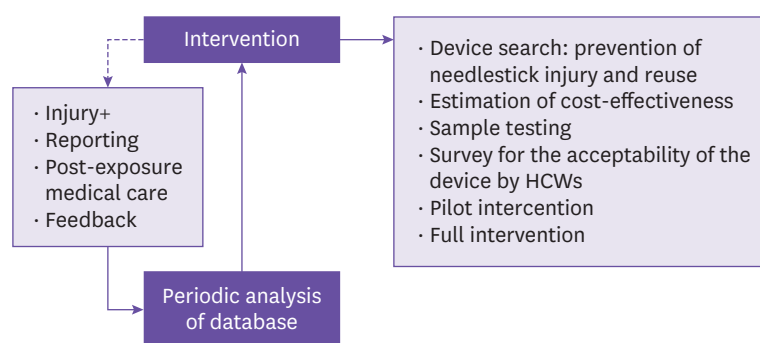 Intervention
· Injury+
· Reporting
· Post-exposure
medical care
· Feedback
Periodic analysis
of database
· Device search: prevention of
needlestick injury and reuse
· Estimation of cost-effectiveness
· Sample testing
· Survey for the acceptability of the
device by HCWs
· Pilot intercention
· Full intervention